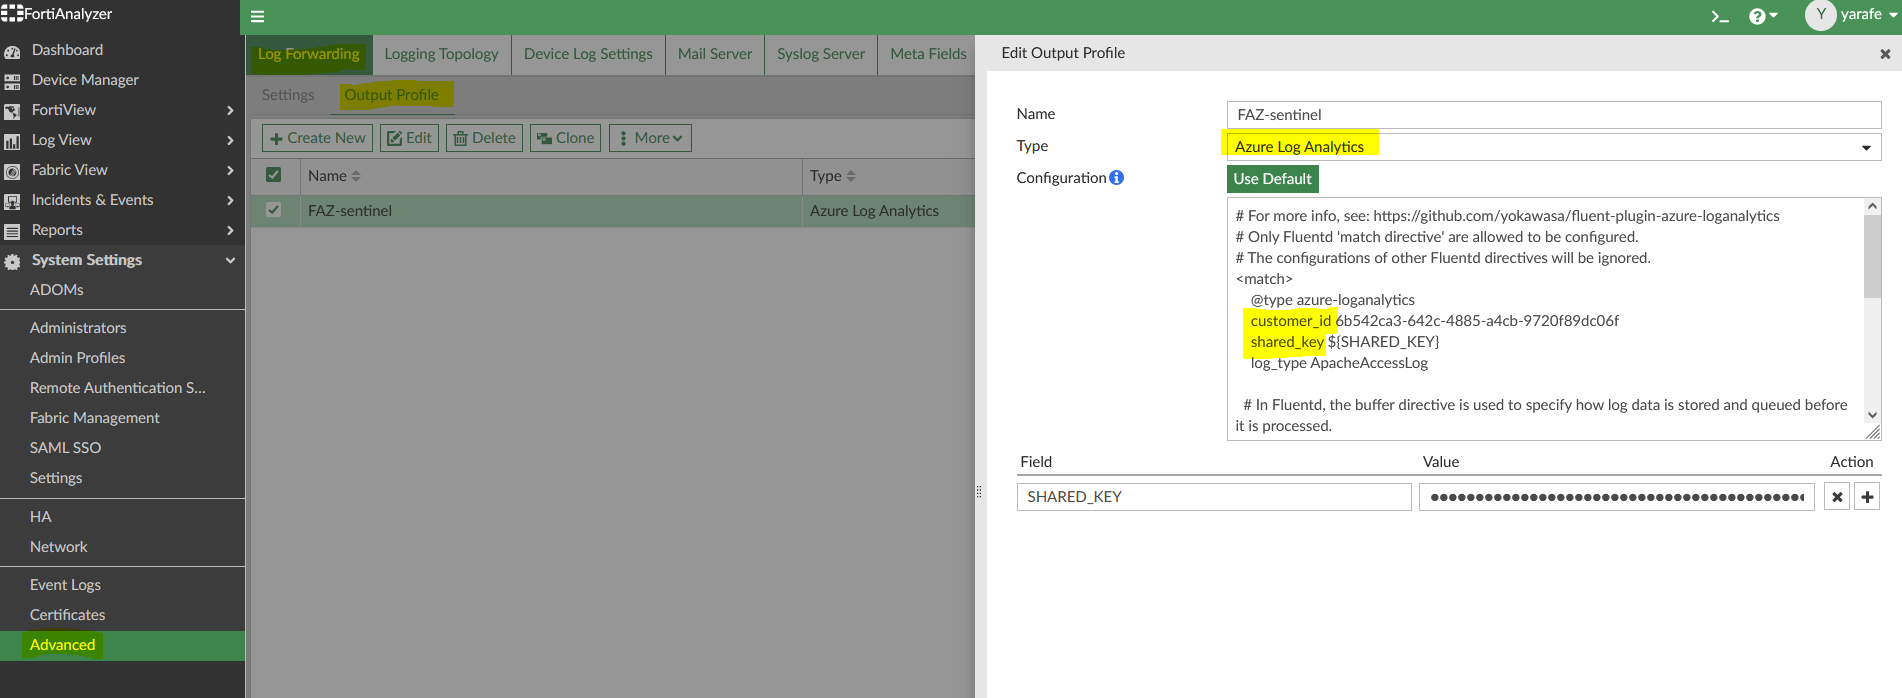 FortiAnalyzer
Y yarafe
Dashboard
Device Manager
FortiView
Log View
Fabric View
Incidents & Events
Reports
System Settings
ADOMs
Administrators
Admin Profiles
Remote Authentication S...
Fabric Management
SAML SSO
Settings
HA
Network
Event Logs
Certificates
Advanced
Log Forwarding Logging Topology Device Log Settings Mail Server Syslog Server Meta Fields
Settings Output Profile
Create New Edit Delete Clone More
Name Type
FAZ-sentinel Azure Log Analytics
Edit Output Profile
Name FAZ-sentinel
Type Azure Log Analytics
Configuration Use Default
# For more info, see: https://github.com/yokawasa/fluent-plugin-azure-loganalytics
# Only Fluentd 'match directive' are allowed to be configured.
# The configurations of other Fluentd directives will be ignored.
<match>
@type azure-loganalytics
customer_id 6b542ca3-642c-4885-a4cb-9720f89dc06f
shared_key ${SHARED_KEY}
log_type ApacheAccessLog
# In Fluentd, the buffer directive is used to specify how log data is stored and queued before
it is processed.
Field Value Action
SHARED_KEY